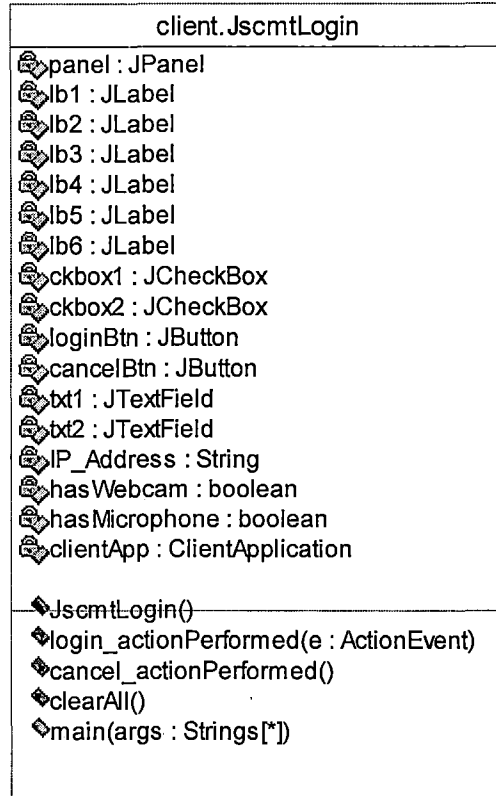 client.JscmtLogin
panel : JPanel
lb1 : JLabel
lb2 : JLabel
lb3 : JLabel
lb4 : JLabel
lb5 : JLabel
lb6 : JLabel
ckbox1 : JCheckBox
ckbox2 : JCheckBox
loginBtn : JButton
cancelBtn : JButton
txt1 : JTextField
txt2 : JTextField
IP_Address : String
hasWebcam : boolean
hasMicrophone : boolean
clientApp : ClientApplication
JscmtLogin()
login_actionPerformed(e : ActionEvent)
cancel_actionPerformed()
clearAll()
main(args : Strings[*])